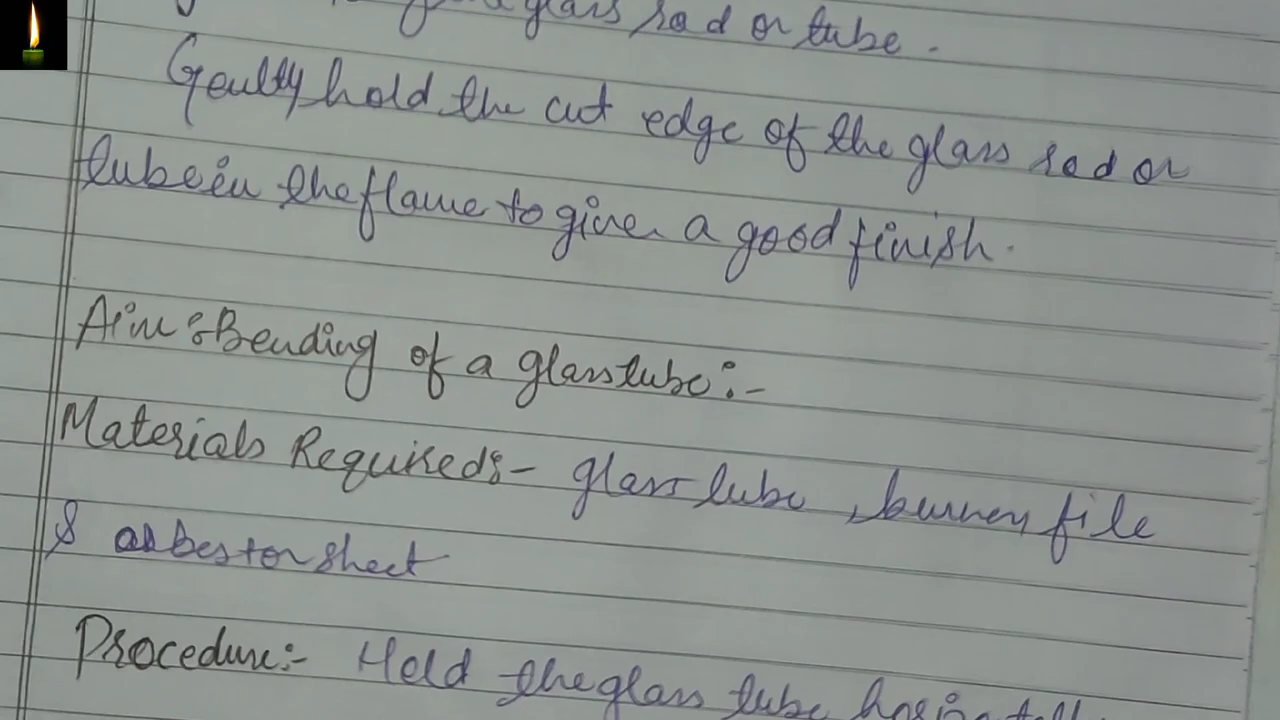 glass rod or tube.
Gently hold the cut edge of the glass rod or
tube in the flame to give a good finish.
Aim : Bending of a glass tube :-
Materials Required :- glass tube, burner, file
& asbestos sheet
Procedure :- Hold the glass tube